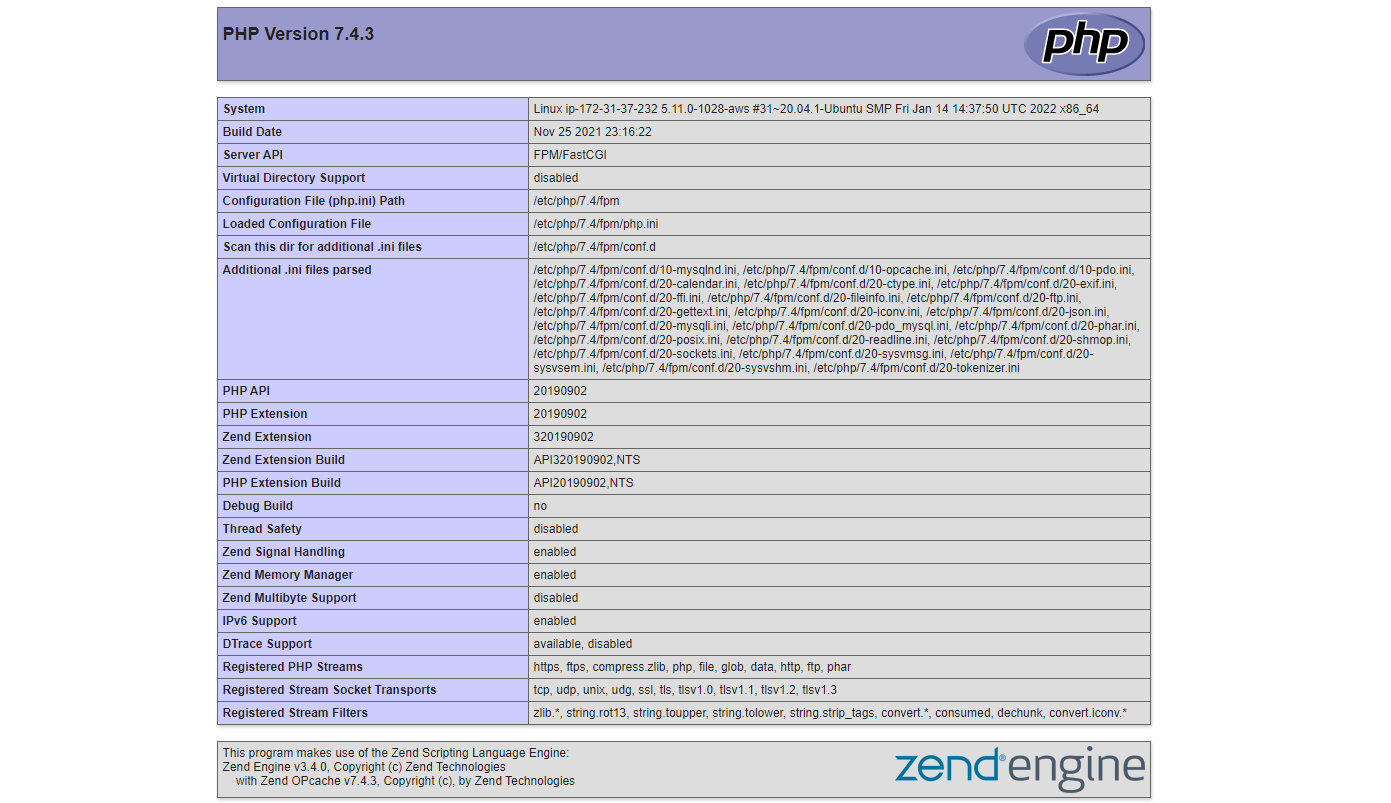 PHP Version 7.4.3
php
System Linux ip-172-31-37-232 5.11.0-1028-aws #31~20.04.1-Ubuntu SMP Fri Jan 14 14:37:50 UTC 2022 x86_64
Build Date Nov 25 2021 23:16:22
Server API FPM/FastCGI
Virtual Directory Support disabled
Configuration File (php.ini) Path /etc/php/7.4/fpm
Loaded Configuration File /etc/php/7.4/fpm/php.ini
Scan this dir for additional .ini files /etc/php/7.4/fpm/conf.d
Additional .ini files parsed /etc/php/7.4/fpm/conf.d/10-mysqlnd.ini, /etc/php/7.4/fpm/conf.d/10-opcache.ini, /etc/php/7.4/fpm/conf.d/10-pdo.ini,
/etc/php/7.4/fpm/conf.d/20-calendar.ini, /etc/php/7.4/fpm/conf.d/20-ctype.ini, /etc/php/7.4/fpm/conf.d/20-exif.ini,
/etc/php/7.4/fpm/conf.d/20-ffi.ini, /etc/php/7.4/fpm/conf.d/20-fileinfo.ini, /etc/php/7.4/fpm/conf.d/20-ftp.ini,
/etc/php/7.4/fpm/conf.d/20-gettext.ini, /etc/php/7.4/fpm/conf.d/20-iconv.ini, /etc/php/7.4/fpm/conf.d/20-json.ini,
/etc/php/7.4/fpm/conf.d/20-mysqli.ini, /etc/php/7.4/fpm/conf.d/20-pdo_mysql.ini, /etc/php/7.4/fpm/conf.d/20-phar.ini,
/etc/php/7.4/fpm/conf.d/20-posix.ini, /etc/php/7.4/fpm/conf.d/20-readline.ini, /etc/php/7.4/fpm/conf.d/20-shmop.ini,
/etc/php/7.4/fpm/conf.d/20-sockets.ini, /etc/php/7.4/fpm/conf.d/20-sysvmsg.ini, /etc/php/7.4/fpm/conf.d/20-
sysvsem.ini, /etc/php/7.4/fpm/conf.d/20-sysvshm.ini, /etc/php/7.4/fpm/conf.d/20-tokenizer.ini
PHP API 20190902
PHP Extension 20190902
Zend Extension 320190902
Zend Extension Build API320190902,NTS
PHP Extension Build API20190902,NTS
Debug Build no
Thread Safety disabled
Zend Signal Handling enabled
Zend Memory Manager enabled
Zend Multibyte Support disabled
IPv6 Support enabled
DTrace Support available, disabled
Registered PHP Streams https, ftps, compress.zlib, php, file, glob, data, http, ftp, phar
Registered Stream Socket Transports tcp, udp, unix, udg, ssl, tls, tlsv1.0, tlsv1.1, tlsv1.2, tlsv1.3
Registered Stream Filters zlib.*, string.rot13, string.toupper, string.tolower, string.strip_tags, convert.*, consumed, dechunk, convert.iconv.*
This program makes use of the Zend Scripting Language Engine:
Zend Engine v3.4.0, Copyright (c) Zend Technologies
with Zend OPcache v7.4.3, Copyright (c), by Zend Technologies
zend®engine